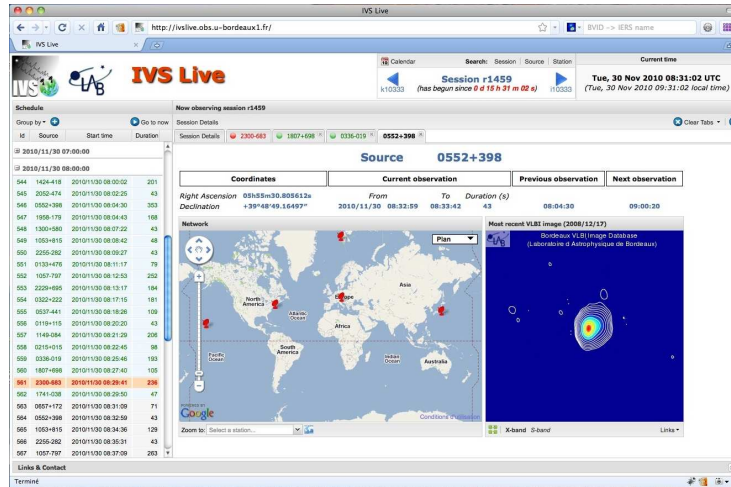 IVS Live
http://ivslive.obs.u-bordeaux1.fr/
BVID --> IERS name
IVS Live
IVS
LAB
IVS Live
Calendar
Search: Session Source Station
Current time
k10333
Session r1459
(has begun since 0 d 15 h 31 m 02 s)
i10333
Tue, 30 Nov 2010 08:31:02 UTC
(Tue, 30 Nov 2010 09:31:02 local time)
Schedule
Now observing session r1459
Group by
Go to now
Session Details
Clear Tabs
Id Source Start time Duration
Session Details 2300-683 1807+698 0336-019 0552+398
2010/11/30 07:00:00
2010/11/30 08:00:00
544 1424-418 2010/11/30 08:00:02 201
545 2052-474 2010/11/30 08:02:25 43
546 0552+398 2010/11/30 08:04:30 353
547 1958-179 2010/11/30 08:04:43 168
548 1300+580 2010/11/30 08:07:22 43
549 1053+815 2010/11/30 08:08:42 48
550 2255-282 2010/11/30 08:09:27 43
551 0133+476 2010/11/30 08:11:17 79
552 1057-797 2010/11/30 08:12:53 252
553 2229+695 2010/11/30 08:13:17 184
554 0322+222 2010/11/30 08:17:15 181
555 0537-441 2010/11/30 08:18:26 109
556 0119+115 2010/11/30 08:20:20 43
557 1149-084 2010/11/30 08:21:29 206
558 0215+015 2010/11/30 08:22:45 98
559 0336-019 2010/11/30 08:25:46 193
560 1807+698 2010/11/30 08:27:40 105
561 2300-683 2010/11/30 08:29:41 236
562 1741-038 2010/11/30 08:29:50 47
563 0657+172 2010/11/30 08:31:09 71
564 0552+398 2010/11/30 08:32:59 43
565 1053+815 2010/11/30 08:34:36 129
566 2255-282 2010/11/30 08:35:31 43
567 1057-797 2010/11/30 08:37:09 263
Source 0552+398
Coordinates
Current observation
Previous observation
Next observation
Right Ascension 05h55m30.805612s
Declination +39°48'49.16497"
From To Duration (s)
2010/11/30 08:32:59 08:33:42 43
08:04:30
09:00:20
Network
Plan
North America
Atlantic Ocean
Europe
Asia
Africa
Pacific Ocean
South America
Indian Ocean
Australia
POWERED BY
Google
Conditions d'utilisation
Zoom to: Select a station...
Most recent VLBI image (2008/12/17)
Bordeaux VLBI Image Database
(Laboratoire d Astrophysique de Bordeaux)
X-band S-band
Links
Links & Contact
Terminé